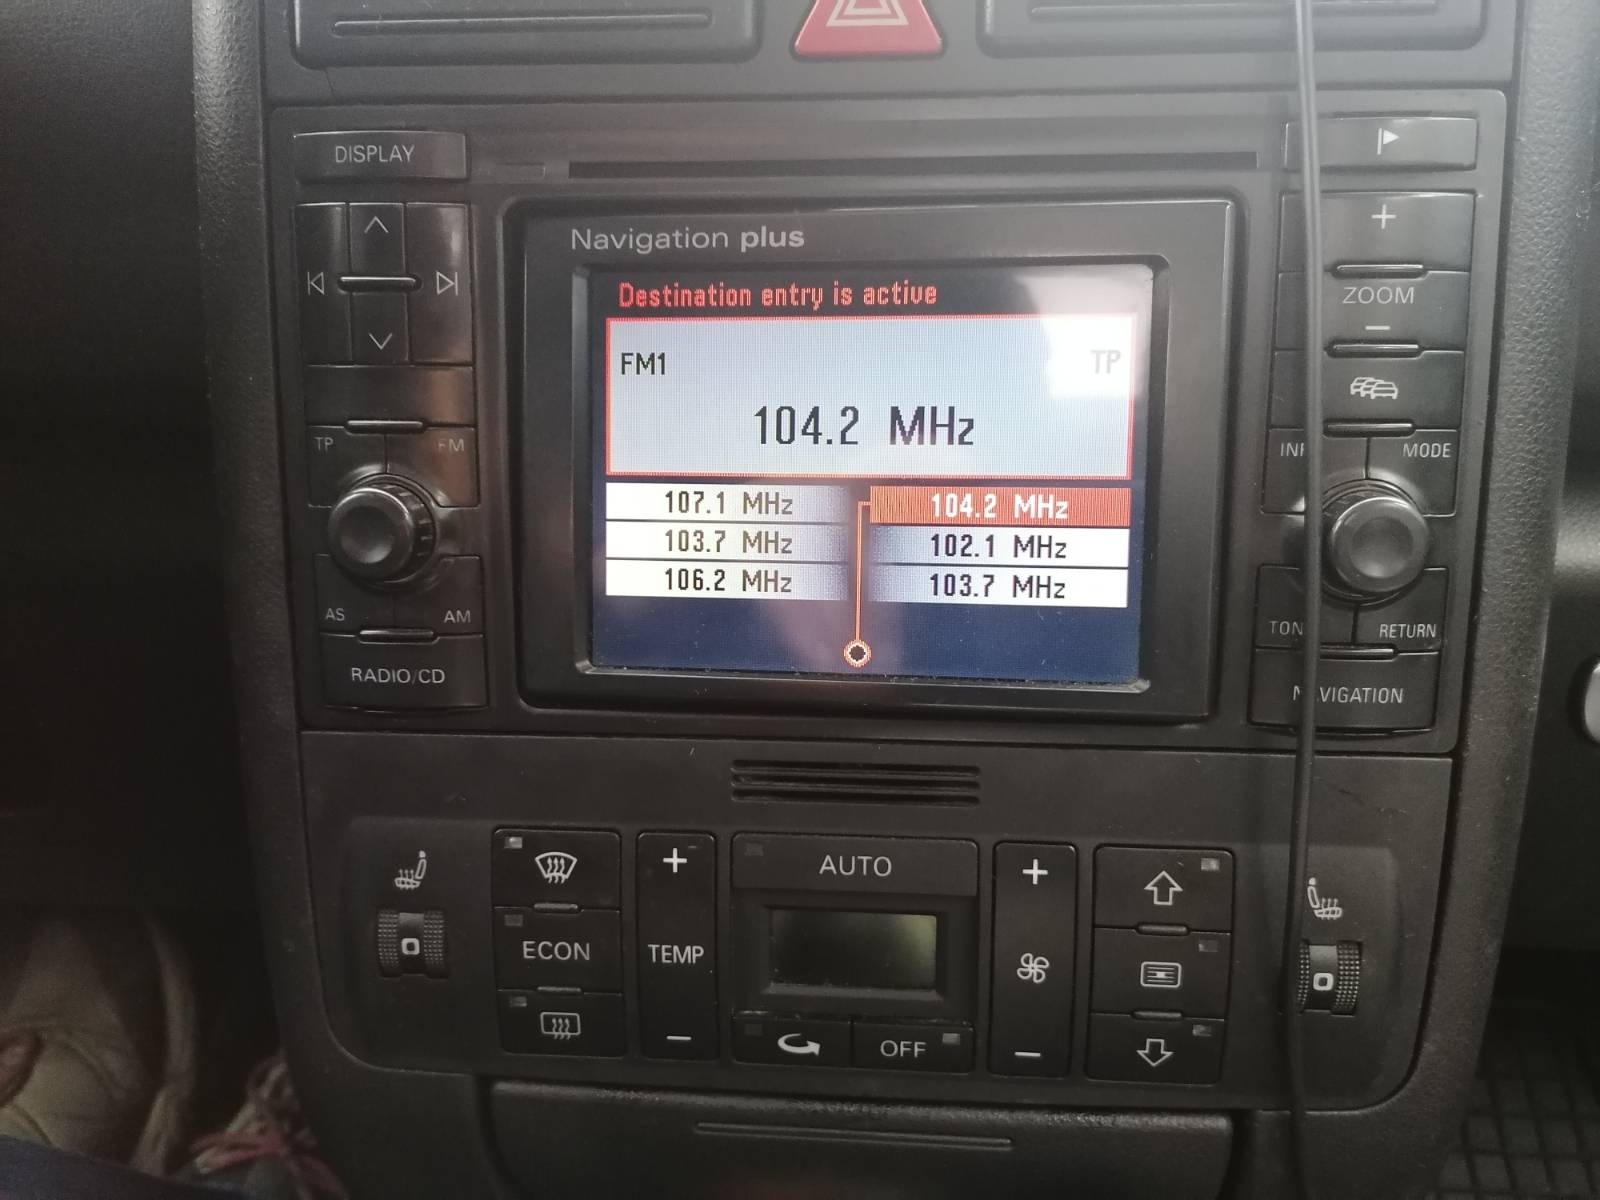 DISPLAY
Navigation plus
Destination entry is active
FM1
TP
104.2 MHz
107.1 MHz
104.2 MHz
103.7 MHz
102.1 MHz
106.2 MHz
103.7 MHz
TP
FM
AS
AM
RADIO/CD
+
ZOOM
−
MODE
RETURN
AUTO
+
ECON
TEMP
−
OFF
+
−